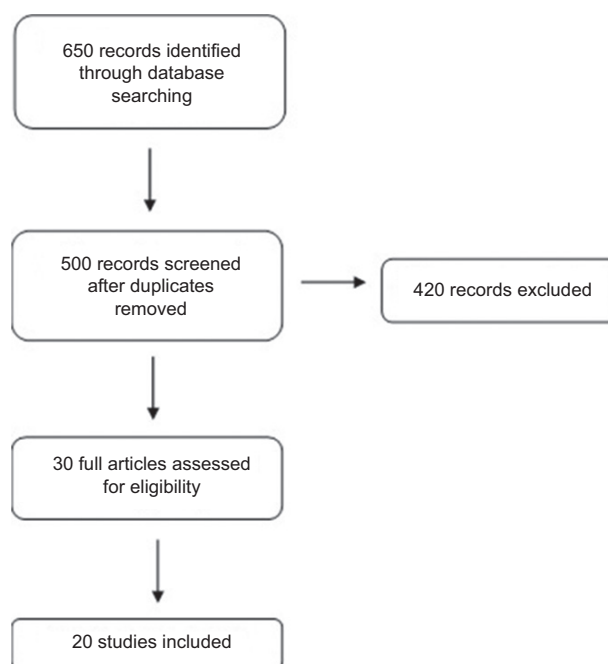 650 records identified
through database
searching
500 records screened
after duplicates
removed
420 records excluded
30 full articles assessed
for eligibility
20 studies included